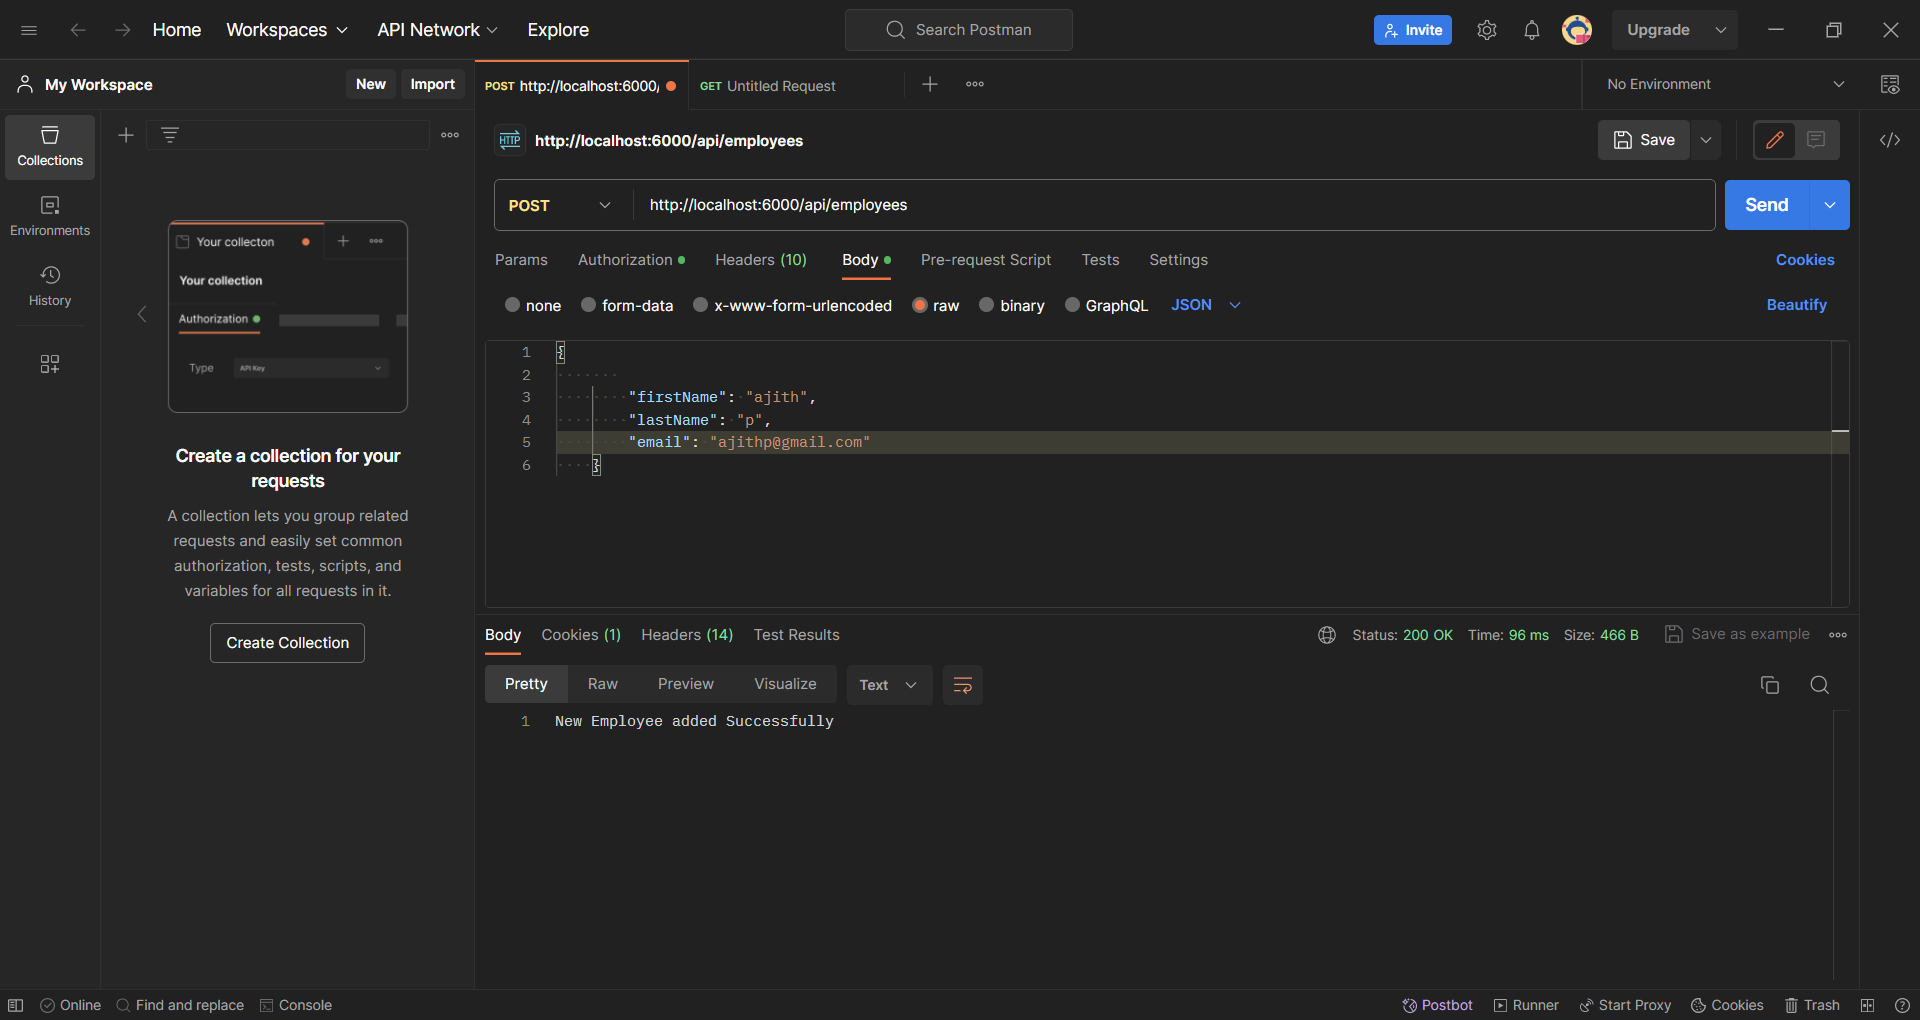 Home Workspaces API Network Explore Search Postman Invite Upgrade
My Workspace New Import POST http://localhost:6000/ GET Untitled Request No Environment
Collections
Environments
History
Your collecton
Your collection
Authorization
Type API Key
Create a collection for your
requests
A collection lets you group related
requests and easily set common
authorization, tests, scripts, and
variables for all requests in it.
Create Collection
HTTP http://localhost:6000/api/employees Save
POST http://localhost:6000/api/employees Send
Params Authorization Headers (10) Body Pre-request Script Tests Settings Cookies
none form-data x-www-form-urlencoded raw binary GraphQL JSON Beautify
1 {
2
3 "firstName": "ajith",
4 "lastName": "p",
5 "email": "ajithp@gmail.com"
6 }
Body Cookies (1) Headers (14) Test Results Status: 200 OK Time: 96 ms Size: 466 B Save as example
Pretty Raw Preview Visualize Text
1 New Employee added Successfully
Online Find and replace Console Postbot Runner Start Proxy Cookies Trash